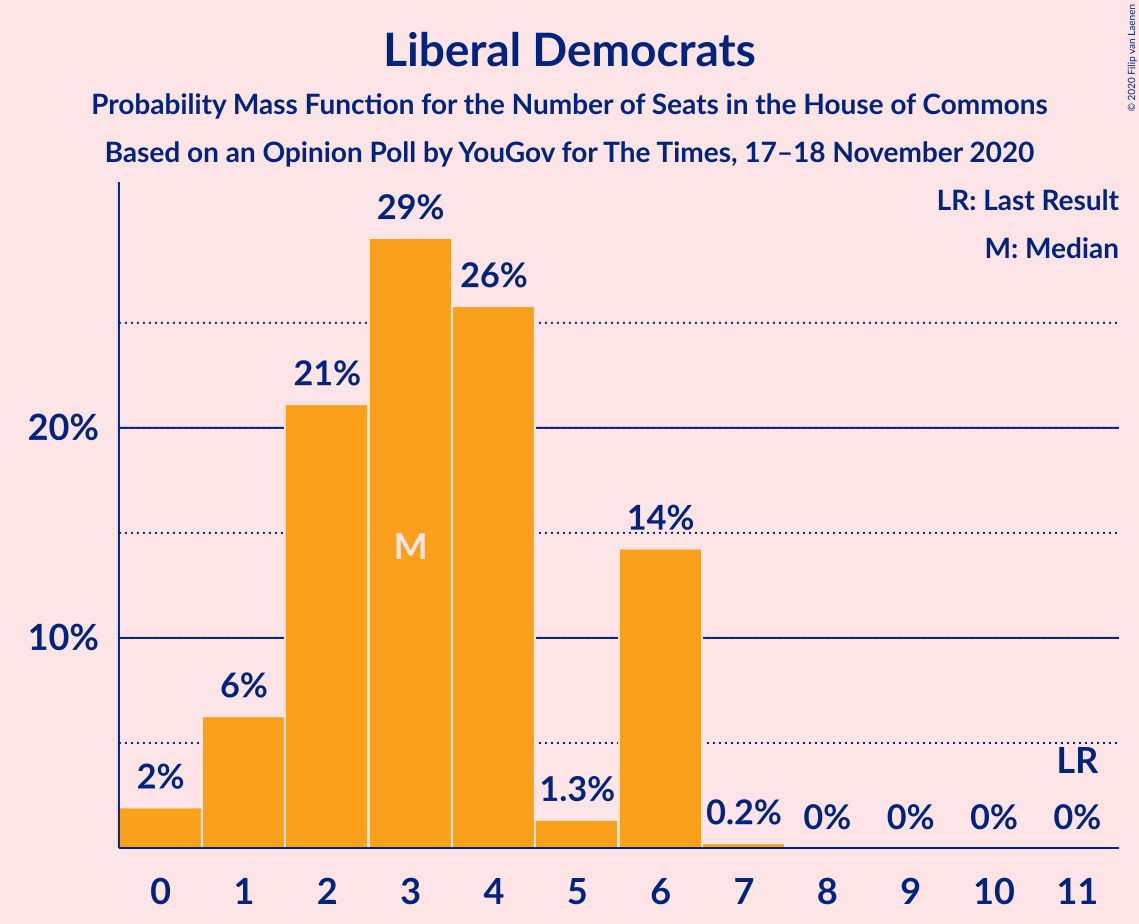 Liberal Democrats
Probability Mass Function for the Number of Seats in the House of Commons
Based on an Opinion Poll by YouGov for The Times, 17–18 November 2020
© 2020 Filip van Laenen
LR: Last Result
M: Median
29%
26%
21%
20%
14%
M
10%
6%
2%
1.3%
0.2%
0%
0%
0%
LR
0%
0 1 2 3 4 5 6 7 8 9 10 11